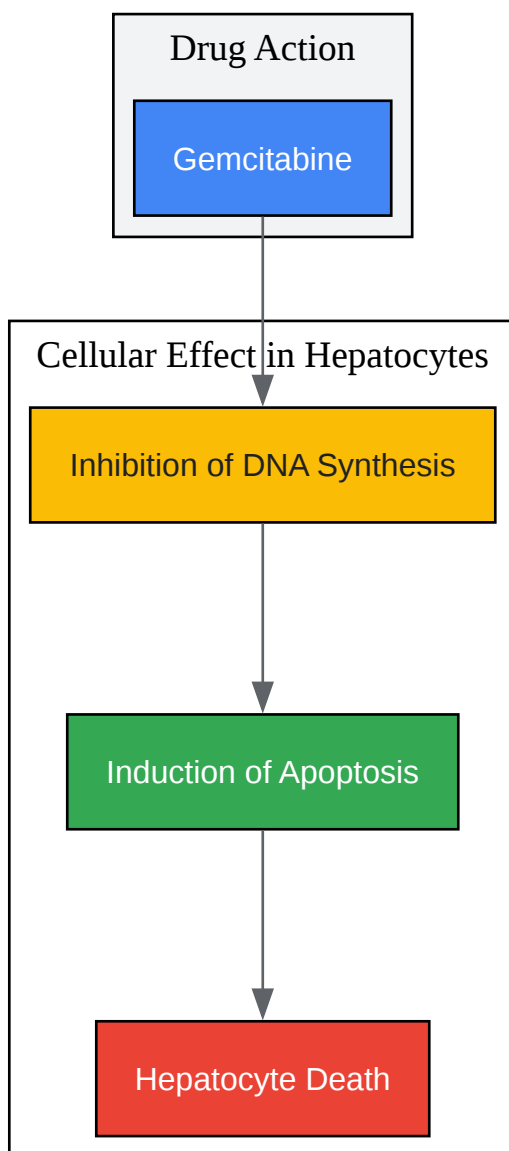 Drug Action
Gemcitabine
Cellular Effect in Hepatocytes
Inhibition of DNA Synthesis
Induction of Apoptosis
Hepatocyte Death